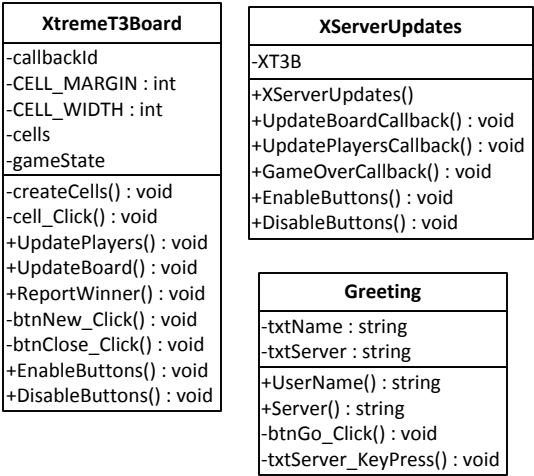 XtremeT3Board
-callbackId
-CELL_MARGIN : int
-CELL_WIDTH : int
-cells
-gameState
-createCells() : void
-cell_Click() : void
+UpdatePlayers() : void
+UpdateBoard() : void
+ReportWinner() : void
-btnNew_Click() : void
-btnClose_Click() : void
+EnableButtons() : void
+DisableButtons() : void
XServerUpdates
-XT3B
+XServerUpdates()
+UpdateBoardCallback() : void
+UpdatePlayersCallback() : void
+GameOverCallback() : void
+EnableButtons() : void
+DisableButtons() : void
Greeting
-txtName : string
-txtServer : string
+UserName() : string
+Server() : string
-btnGo_Click() : void
-txtServer_KeyPress() : void